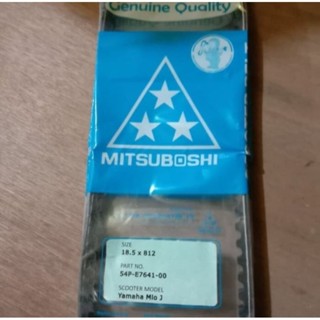 Genuine Quality
MITSUBOSHI
SIZE
18.5 x 812
PART NO.
54P-E7641-00
SCOOTER MODEL
Yamaha Mio J